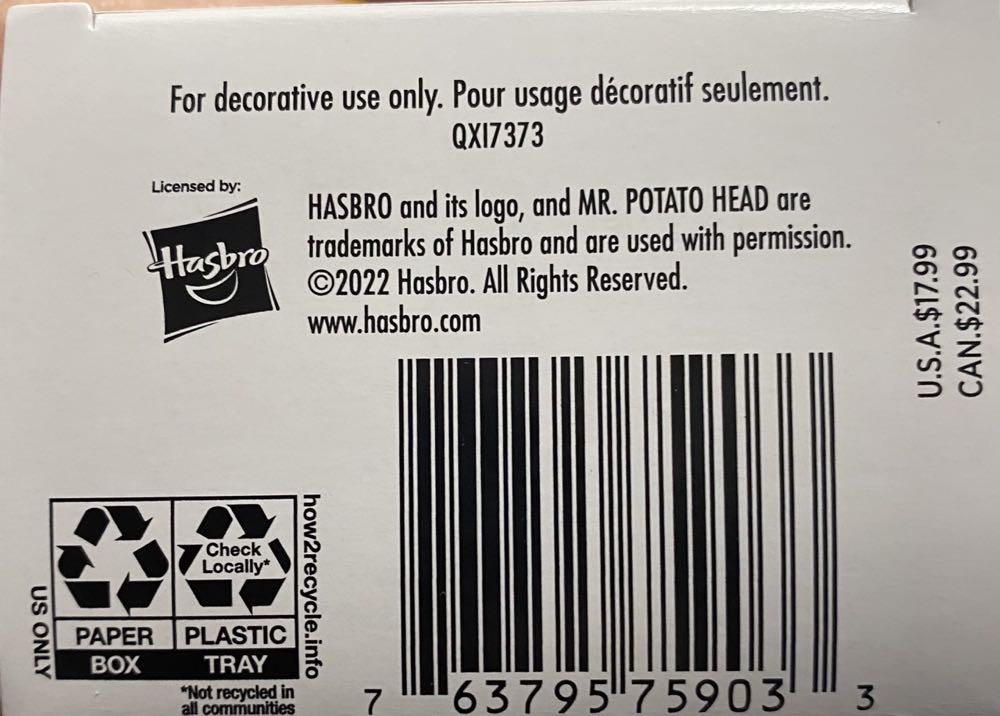 For decorative use only. Pour usage décoratif seulement.
QXI7373
Licensed by:
Hasbro
HASBRO and its logo, and MR. POTATO HEAD are
trademarks of Hasbro and are used with permission.
©2022 Hasbro. All Rights Reserved.
www.hasbro.com
U.S.A.$17.99
CAN.$22.99
US ONLY
Check
Locally*
PAPER
BOX
PLASTIC
TRAY
how2recycle.info
*Not recycled in
all communities
7 63795 75903 3